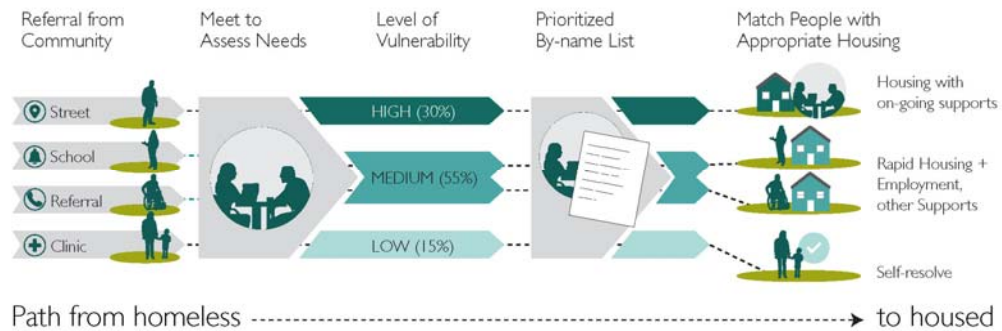 Referral from
Community
Meet to
Assess Needs
Level of
Vulnerability
Prioritized
By-name List
Match People with
Appropriate Housing
Street
School
Referral
Clinic
HIGH (30%)
MEDIUM (55%)
LOW (15%)
Housing with
on-going supports
Rapid Housing +
Employment,
other Supports
Self-resolve
Path from homeless
to housed